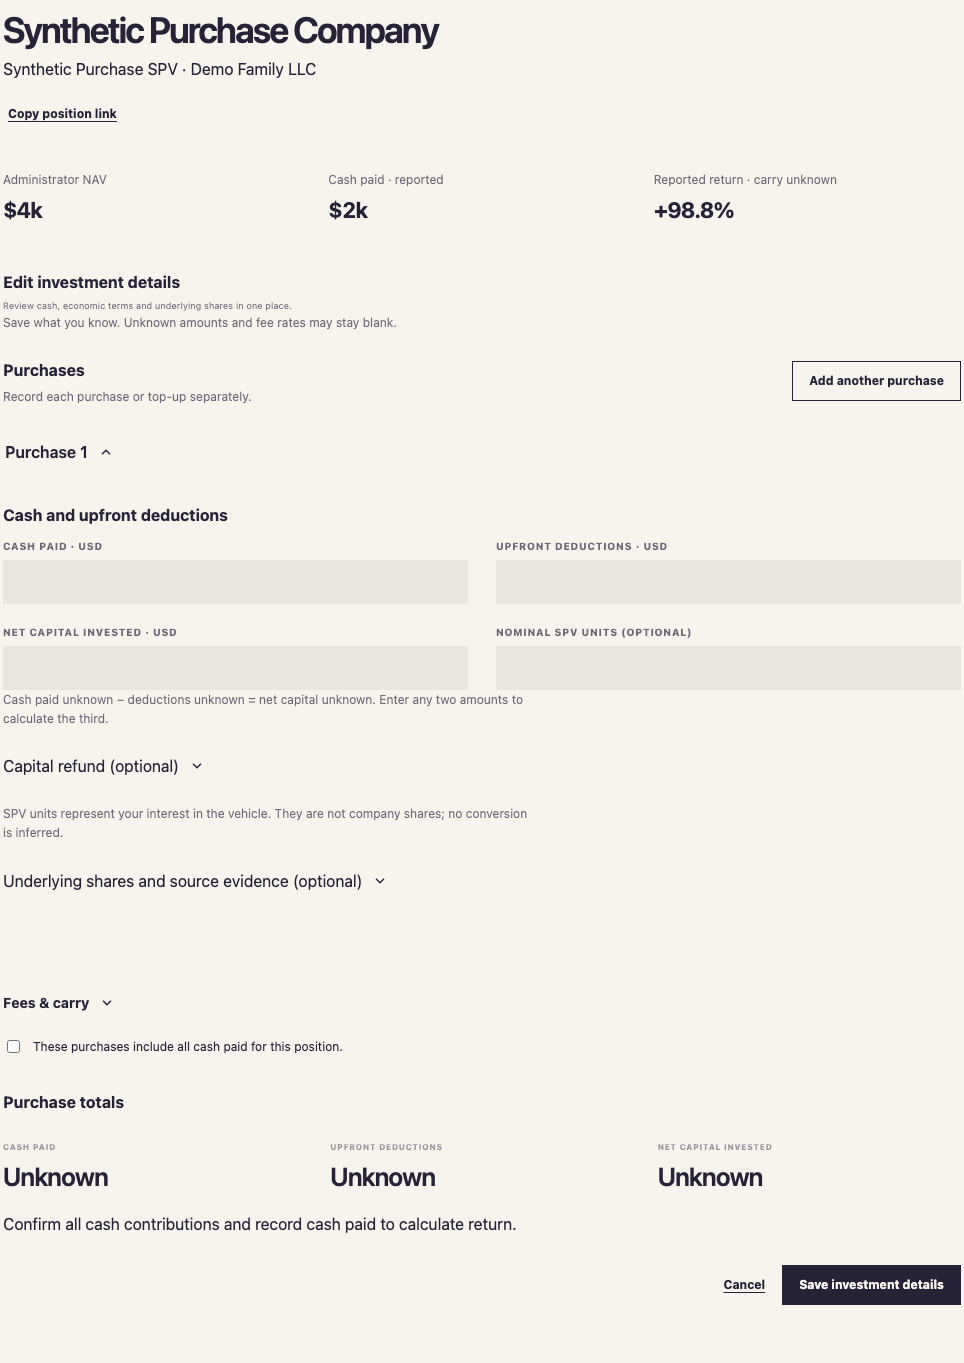 Synthetic Purchase Company
Synthetic Purchase SPV · Demo Family LLC
Copy position link
Administrator NAV
$4k
Cash paid · reported
$2k
Reported return · carry unknown
+98.8%
Edit investment details
Review cash, economic terms and underlying shares in one place.
Save what you know. Unknown amounts and fee rates may stay blank.
Purchases
Record each purchase or top-up separately.
Add another purchase
Purchase 1
Cash and upfront deductions
CASH PAID · USD
UPFRONT DEDUCTIONS · USD
NET CAPITAL INVESTED · USD
NOMINAL SPV UNITS (OPTIONAL)
Cash paid unknown − deductions unknown = net capital unknown. Enter any two amounts to
calculate the third.
Capital refund (optional)
SPV units represent your interest in the vehicle. They are not company shares; no conversion
is inferred.
Underlying shares and source evidence (optional)
Fees & carry
These purchases include all cash paid for this position.
Purchase totals
CASH PAID
Unknown
UPFRONT DEDUCTIONS
Unknown
NET CAPITAL INVESTED
Unknown
Confirm all cash contributions and record cash paid to calculate return.
Cancel
Save investment details